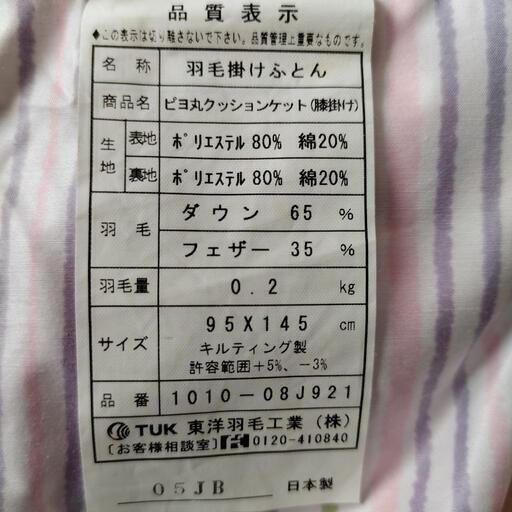 品質表示
◆この表示は切り離さないで下さい。品質管理上重要なものです。
名称 羽毛掛けふとん
商品名 ピヨ丸クッションケット(膝掛け)
生地 表地 ポリエステル80% 綿20%
裏地 ポリエステル80% 綿20%
羽毛 ダウン 65 %
フェザー 35 %
羽毛量 0.2 kg
サイズ 95X145 cm
キルティング製
許容範囲+5%、-3%
品番 1010-08J921
TUK 東洋羽毛工業(株)
〔お客様相談室〕0120-410840
05JB 日本製